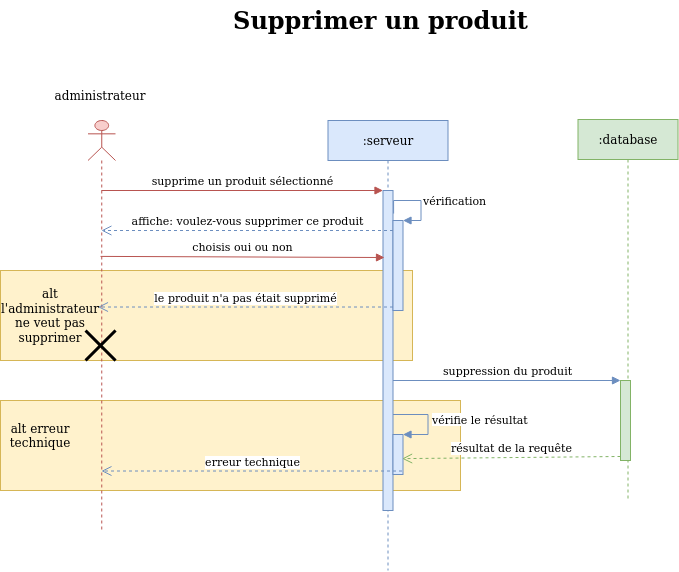 Supprimer un produit
administrateur
:serveur
:database
supprime un produit sélectionné
vérification
affiche: voulez-vous supprimer ce produit
choisis oui ou non
alt
l'administrateur
ne veut pas
supprimer
le produit n'a pas était supprimé
suppression du produit
alt erreur
technique
vérifie le résultat
résultat de la requête
erreur technique